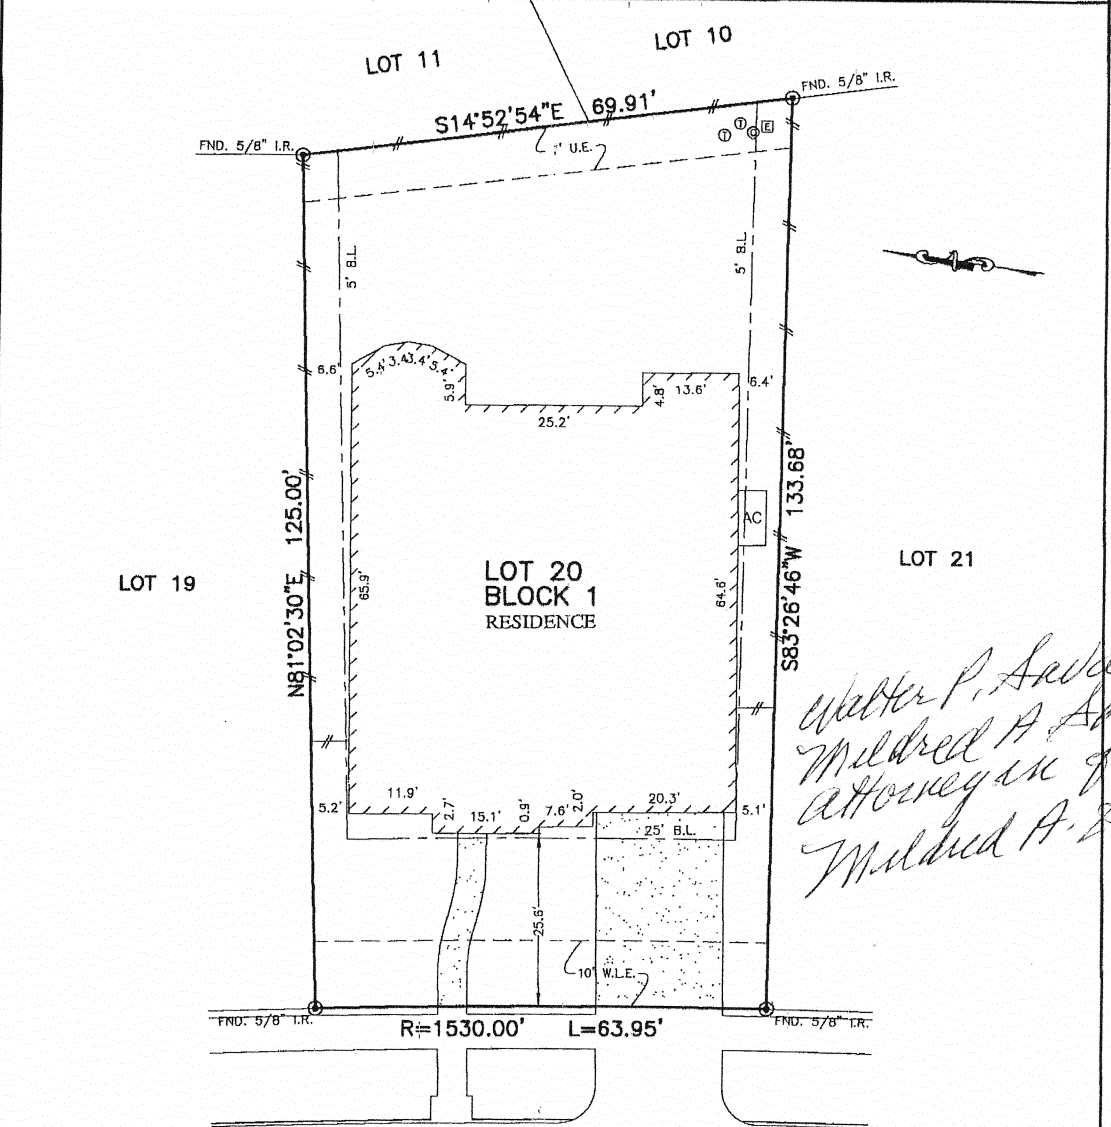 LOT 11
LOT 10
FND. 5/8" I.R.
S14°52'54"E 69.91'
FND. 5/8" I.R.
T
T
E
' U.E.
5' B.L.
5' B.L.
6.6'
5.4' 3.4' 3.4' 5.4'
5.9'
25.2'
4.8'
13.6'
6.4'
N81°02'30"E 125.00'
S83°26'46"W 133.68'
AC
LOT 19
LOT 20
BLOCK 1
RESIDENCE
LOT 21
65.9'
64.6'
Walter P.
Mildred A
attorney in
Mildred A.
5.2'
11.9'
2.7'
15.1'
0.9'
7.6'
2.0'
20.3'
5.1'
25' B.L.
25.6'
10' W.L.E.
FND. 5/8" I.R.
R=1530.00' L=63.95'
FND. 5/8" I.R.